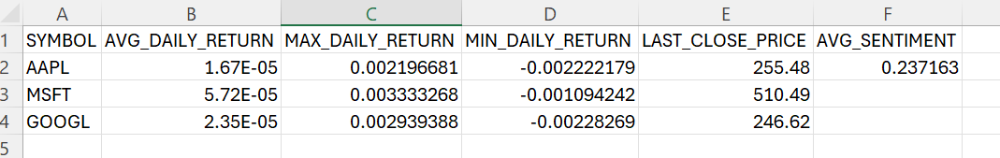 A B C D E F
1 SYMBOL AVG_DAILY_RETURN MAX_DAILY_RETURN MIN_DAILY_RETURN LAST_CLOSE_PRICE AVG_SENTIMENT
2 AAPL 1.67E-05 0.002196681 -0.002222179 255.48 0.237163
3 MSFT 5.72E-05 0.003333268 -0.001094242 510.49
4 GOOGL 2.35E-05 0.002939388 -0.00228269 246.62
5